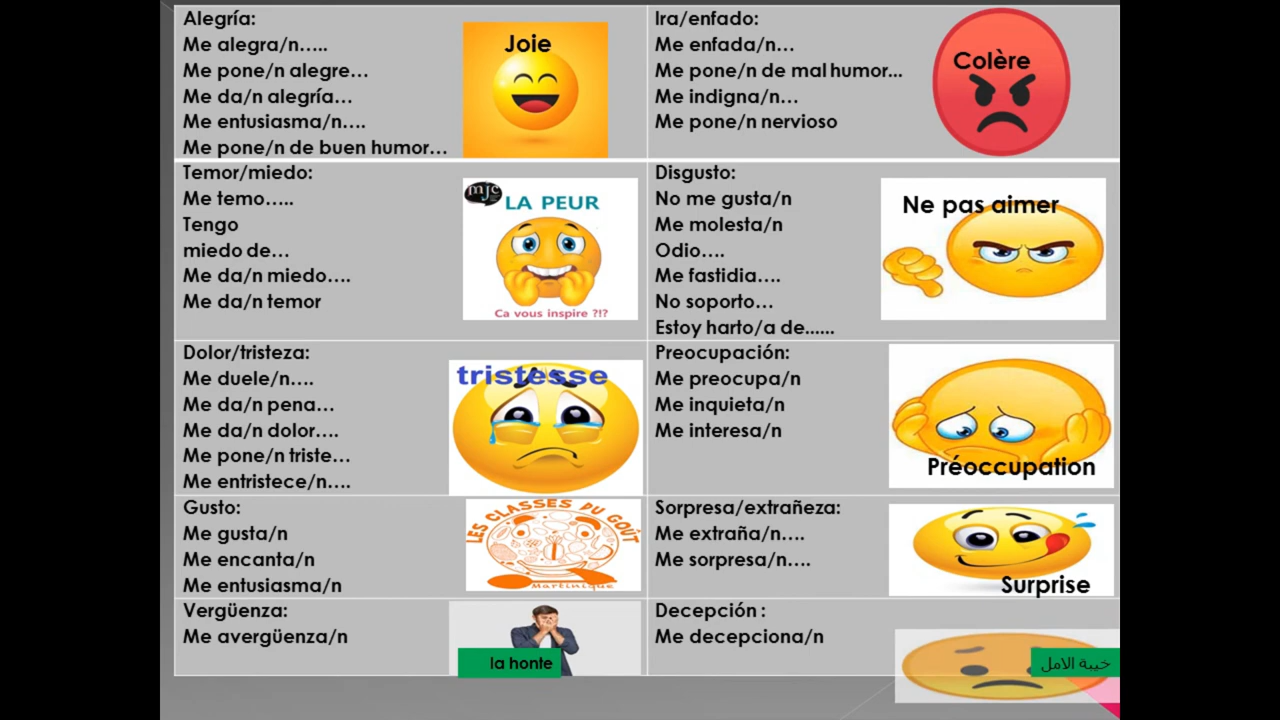 Alegría:
Me alegra/n…..
Me pone/n alegre…
Me da/n alegría…
Me entusiasma/n….
Me pone/n de buen humor…
Joie
Ira/enfado:
Me enfada/n…
Me pone/n de mal humor...
Me indigna/n…
Me pone/n nervioso
Colère
Temor/miedo:
Me temo…..
Tengo
miedo de…
Me da/n miedo….
Me da/n temor
mjc
LA PEUR
Ca vous inspire ?!?
Disgusto:
No me gusta/n
Me molesta/n
Odio….
Me fastidia….
No soporto…
Estoy harto/a de......
Ne pas aimer
Dolor/tristeza:
Me duele/n….
Me da/n pena…
Me da/n dolor….
Me pone/n triste…
Me entristece/n….
tristesse
Preocupación:
Me preocupa/n
Me inquieta/n
Me interesa/n
Préoccupation
Gusto:
Me gusta/n
Me encanta/n
Me entusiasma/n
LES CLASSES DU GOÛT
Martinique
Sorpresa/extrañeza:
Me extraña/n….
Me sorpresa/n….
Surprise
Vergüenza:
Me avergüenza/n
la honte
Decepción :
Me decepciona/n
خيبة الامل